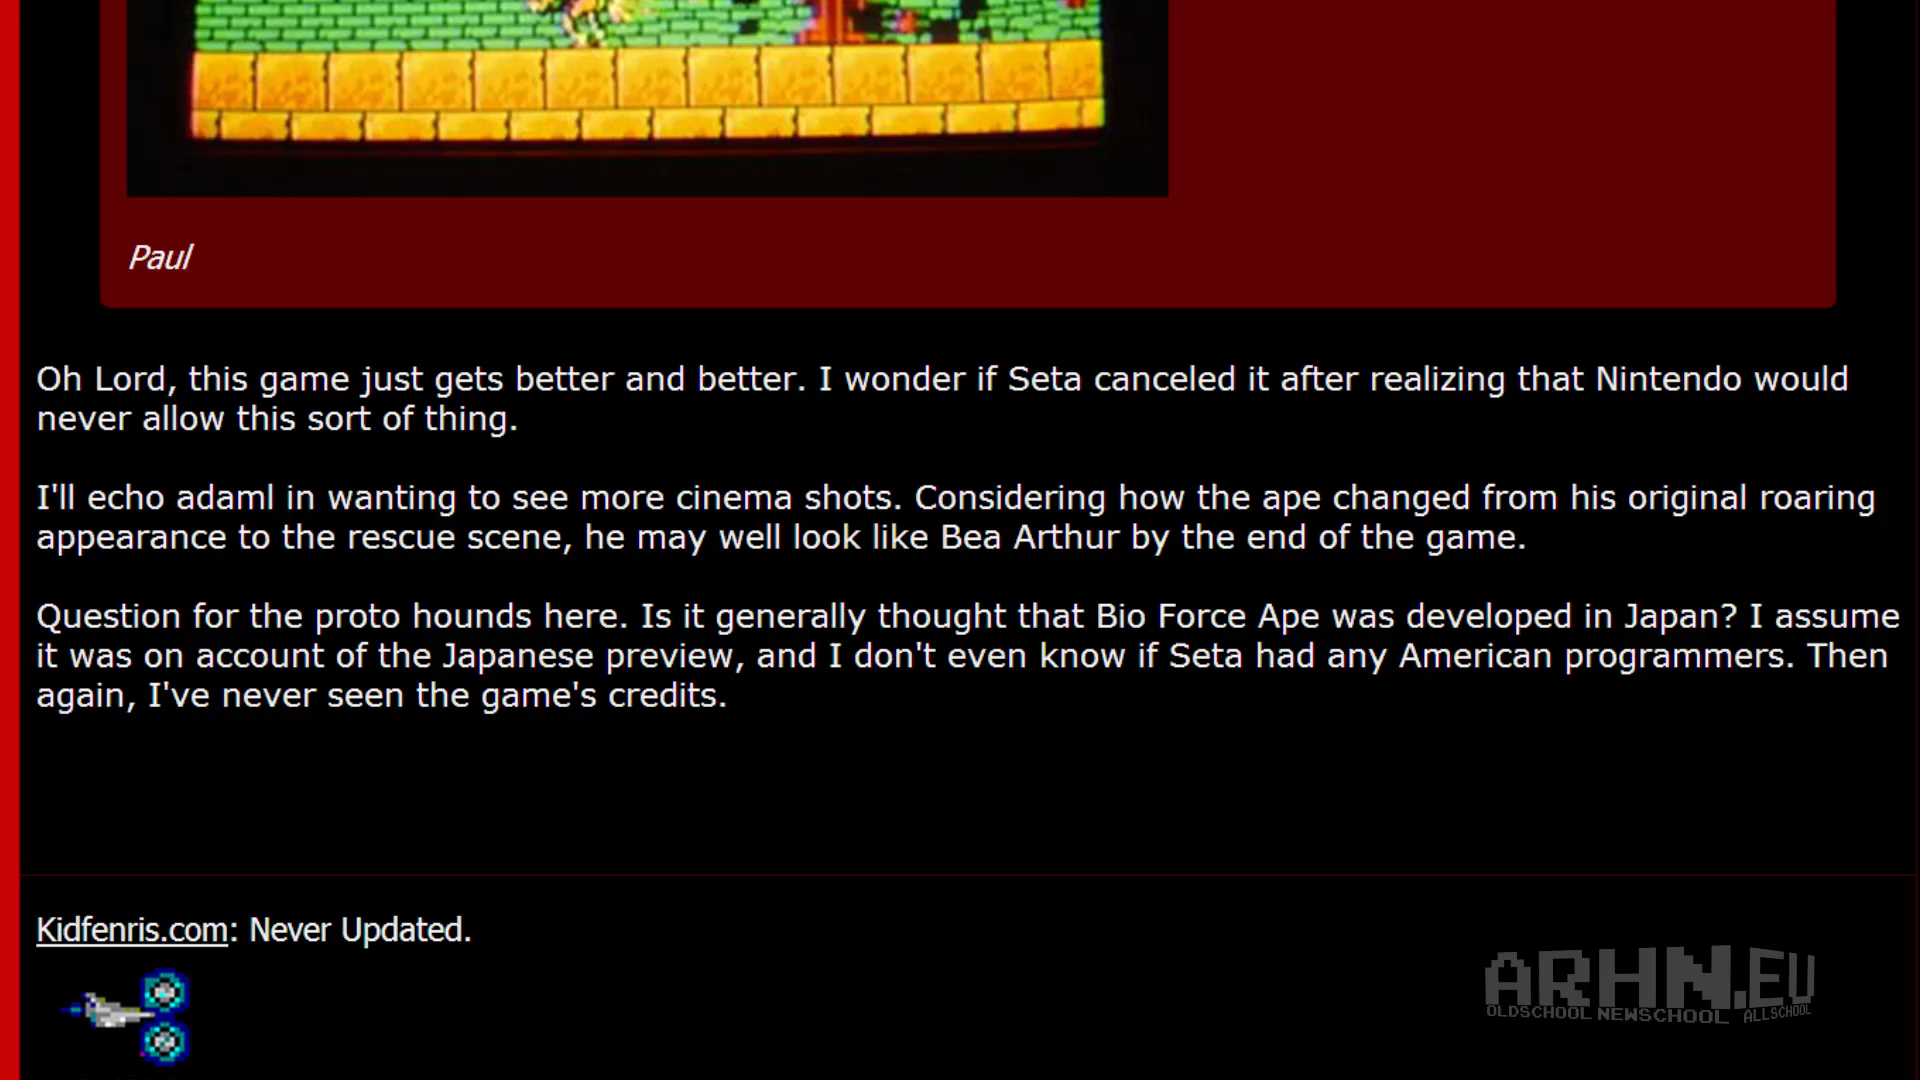 Paul
Oh Lord, this game just gets better and better. I wonder if Seta canceled it after realizing that Nintendo would
never allow this sort of thing.
I'll echo adaml in wanting to see more cinema shots. Considering how the ape changed from his original roaring
appearance to the rescue scene, he may well look like Bea Arthur by the end of the game.
Question for the proto hounds here. Is it generally thought that Bio Force Ape was developed in Japan? I assume
it was on account of the Japanese preview, and I don't even know if Seta had any American programmers. Then
again, I've never seen the game's credits.
Kidfenris.com: Never Updated.
ARHN.EU
OLDSCHOOL NEWSCHOOL ALLSCHOOL